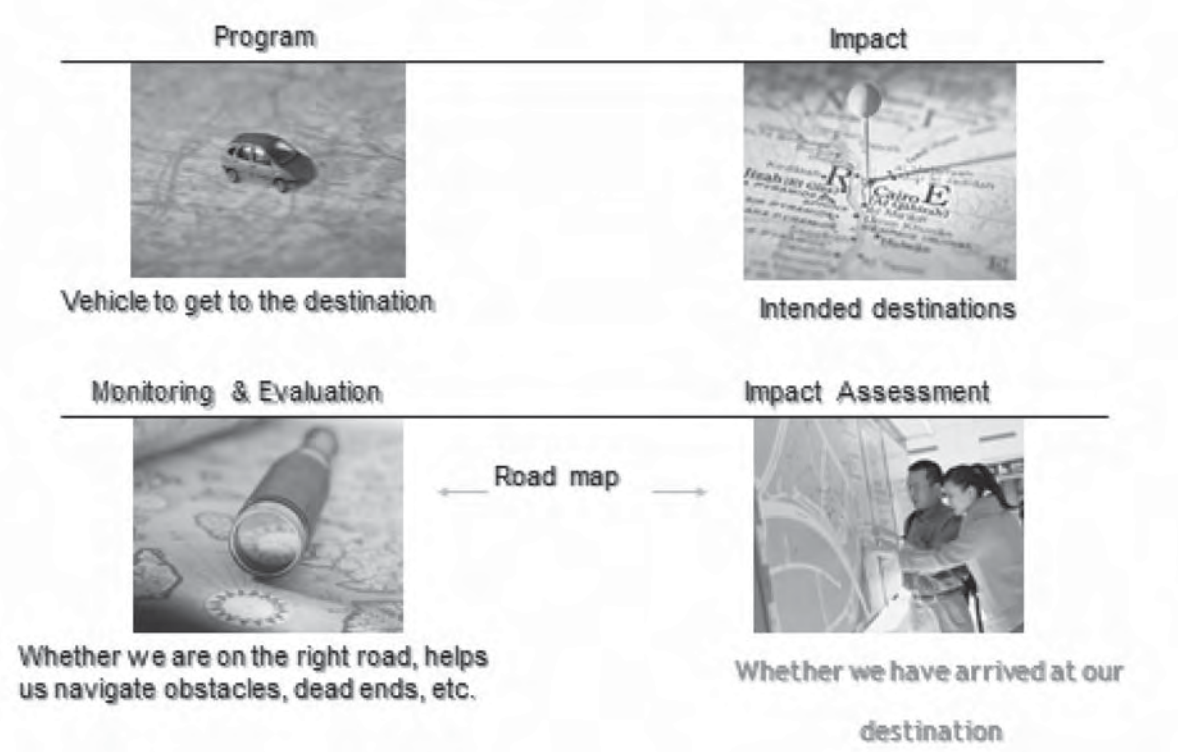 Program
Impact
R
E
Cairo
Vehicle to get to the destination
Intended destinations
Monitoring & Evaluation
Impact Assessment
Road map
Whether we are on the right road, helps
us navigate obstacles, dead ends, etc.
Whether we have arrived at our
destination